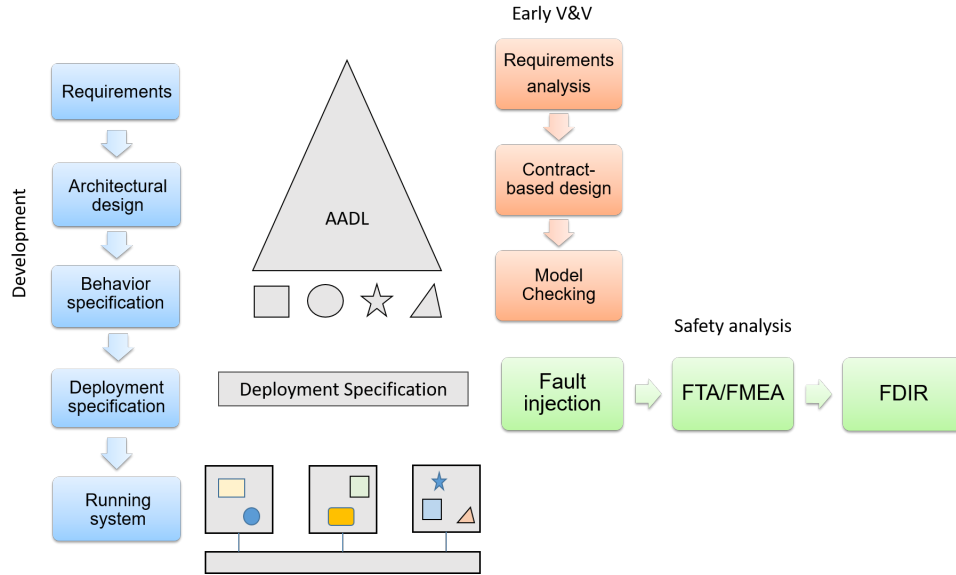 Early V&V
Development
Requirements
Architectural
design
Behavior
specification
Deployment
specification
Running
system
AADL
Deployment Specification
Requirements
analysis
Contract-
based design
Model
Checking
Safety analysis
Fault
injection
FTA/FMEA
FDIR